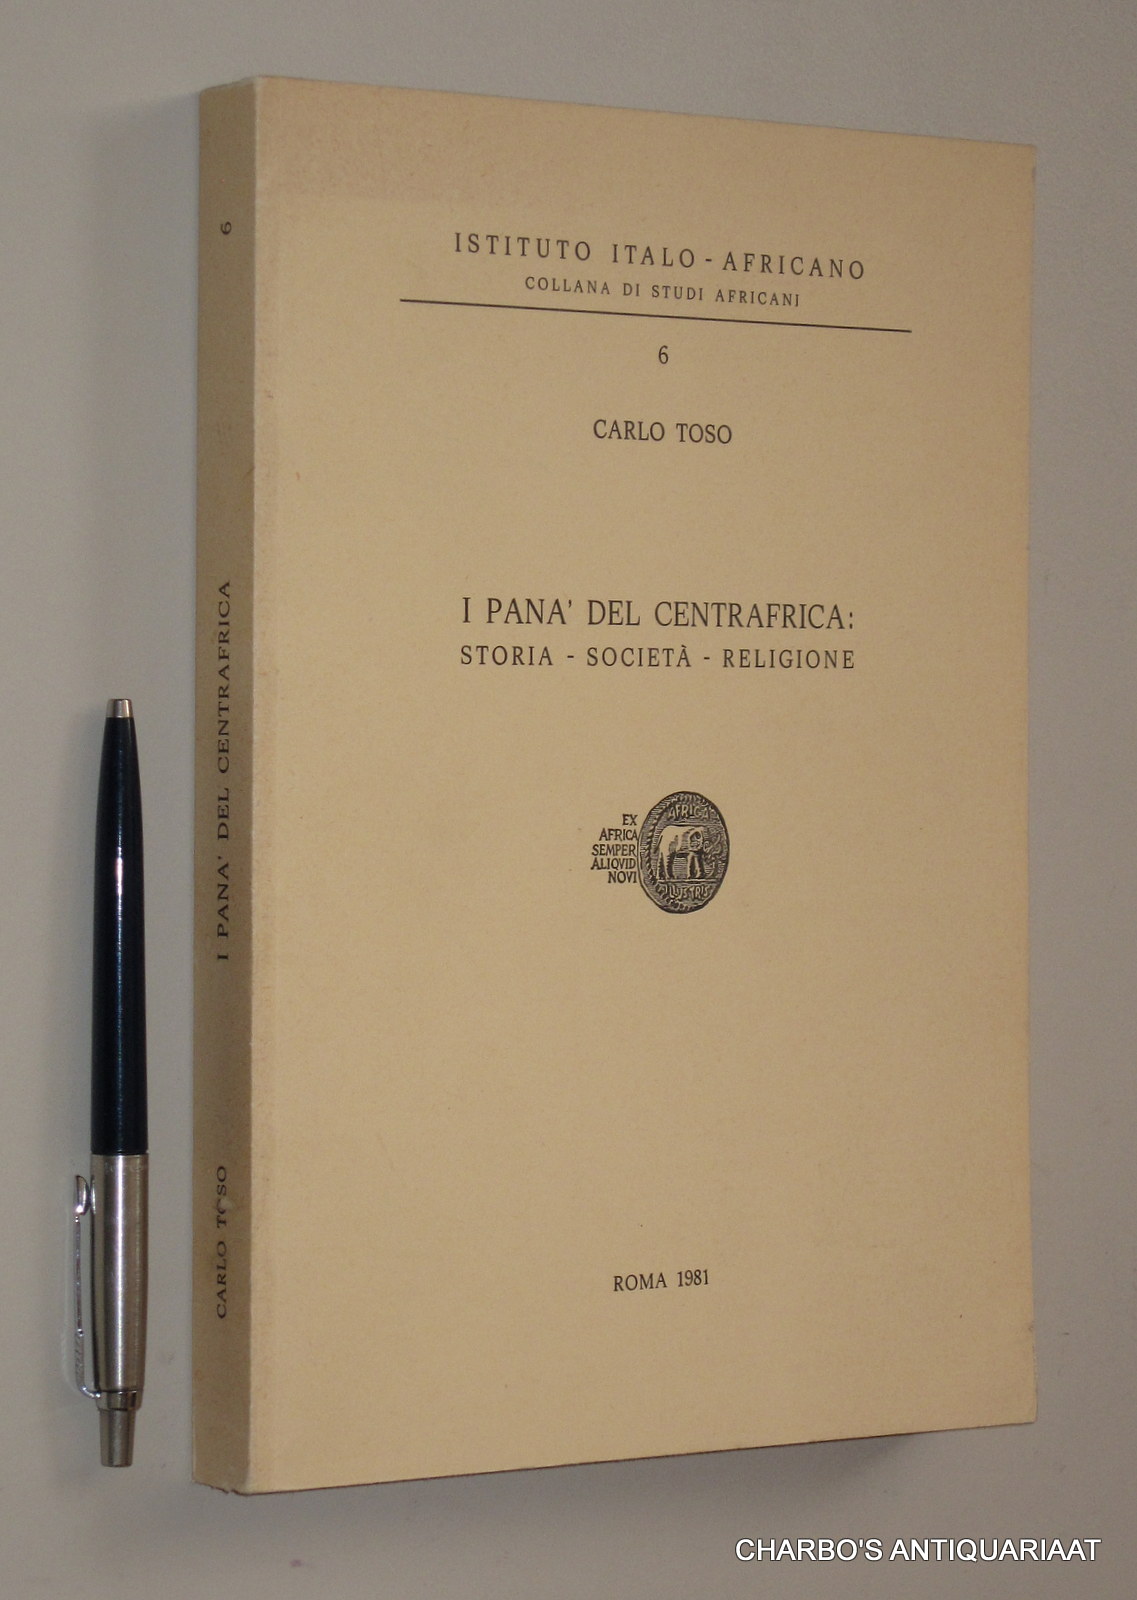 ISTITUTO ITALO - AFRICANO
COLLANA DI STUDI AFRICANI
6
CARLO TOSO
I PANA' DEL CENTRAFRICA:
STORIA - SOCIETÀ - RELIGIONE
EX
AFRICA
SEMPER
ALIQVID
NOVI
AFRICA
ILLUSTRIS
ROMA 1981
CARLO TOSO
I PANA' DEL CENTRAFRICA
6
CHARBO'S ANTIQUARIAAT